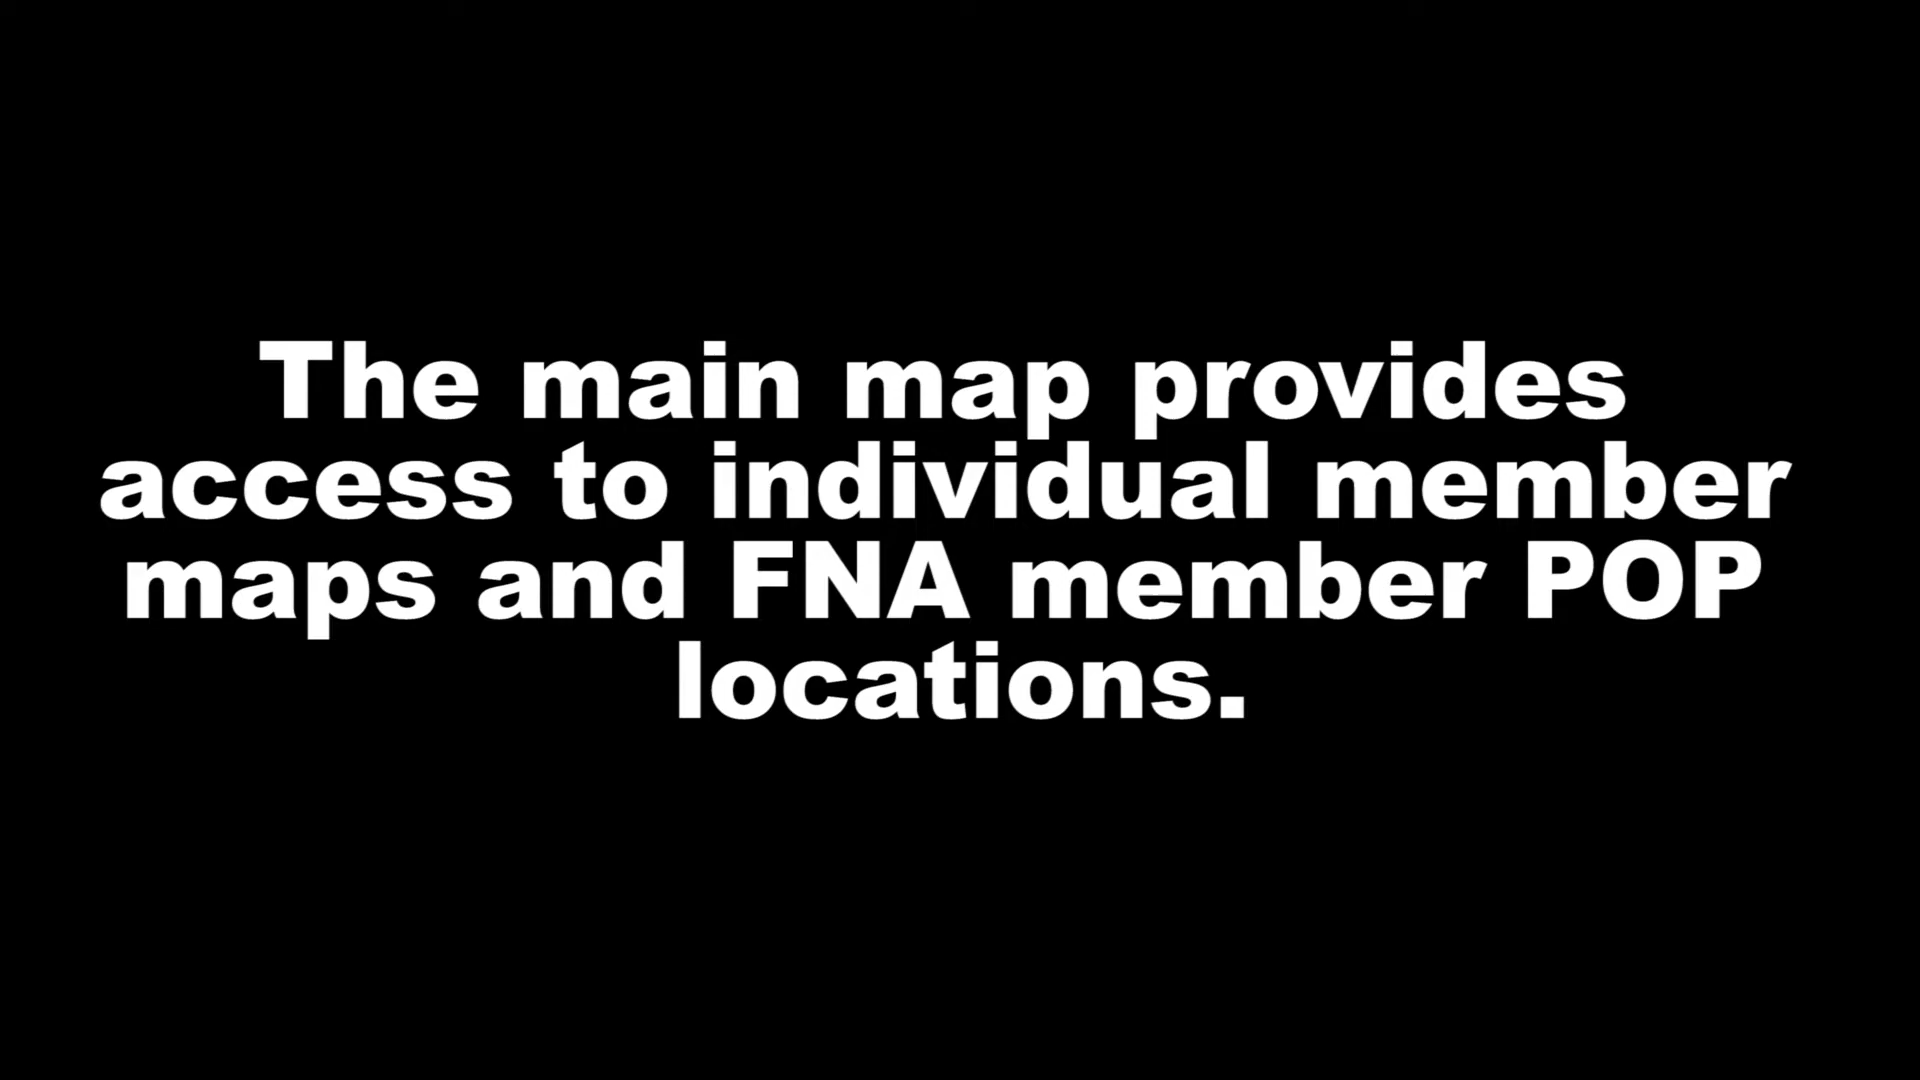 The main map provides
access to individual member
maps and FNA member POP
locations.